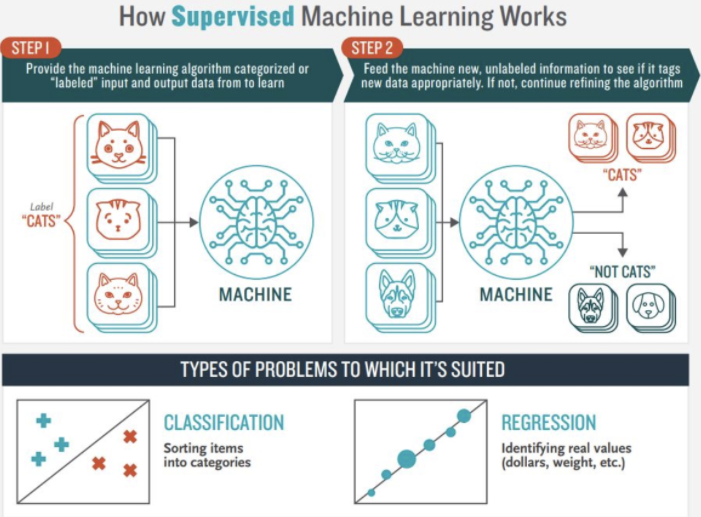 How Supervised Machine Learning Works
STEP 1
Provide the machine learning algorithm categorized or
"labeled" input and output data from to learn
STEP 2
Feed the machine new, unlabeled information to see if it tags
new data appropriately. If not, continue refining the algorithm
Label
"CATS"
MACHINE
MACHINE
"CATS"
"NOT CATS"
TYPES OF PROBLEMS TO WHICH IT'S SUITED
CLASSIFICATION
Sorting items
into categories
REGRESSION
Identifying real values
(dollars, weight, etc.)